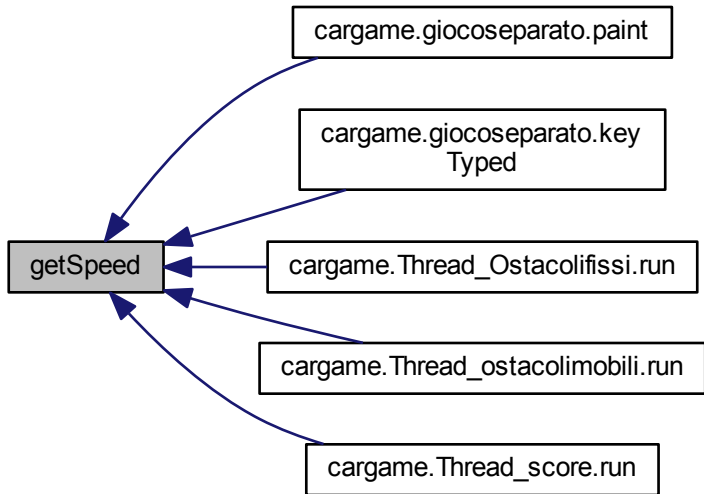 cargame.giocoseparato.paint
cargame.giocoseparato.key
Typed
getSpeed
cargame.Thread_Ostacolifissi.run
cargame.Thread_ostacolimobili.run
cargame.Thread_score.run